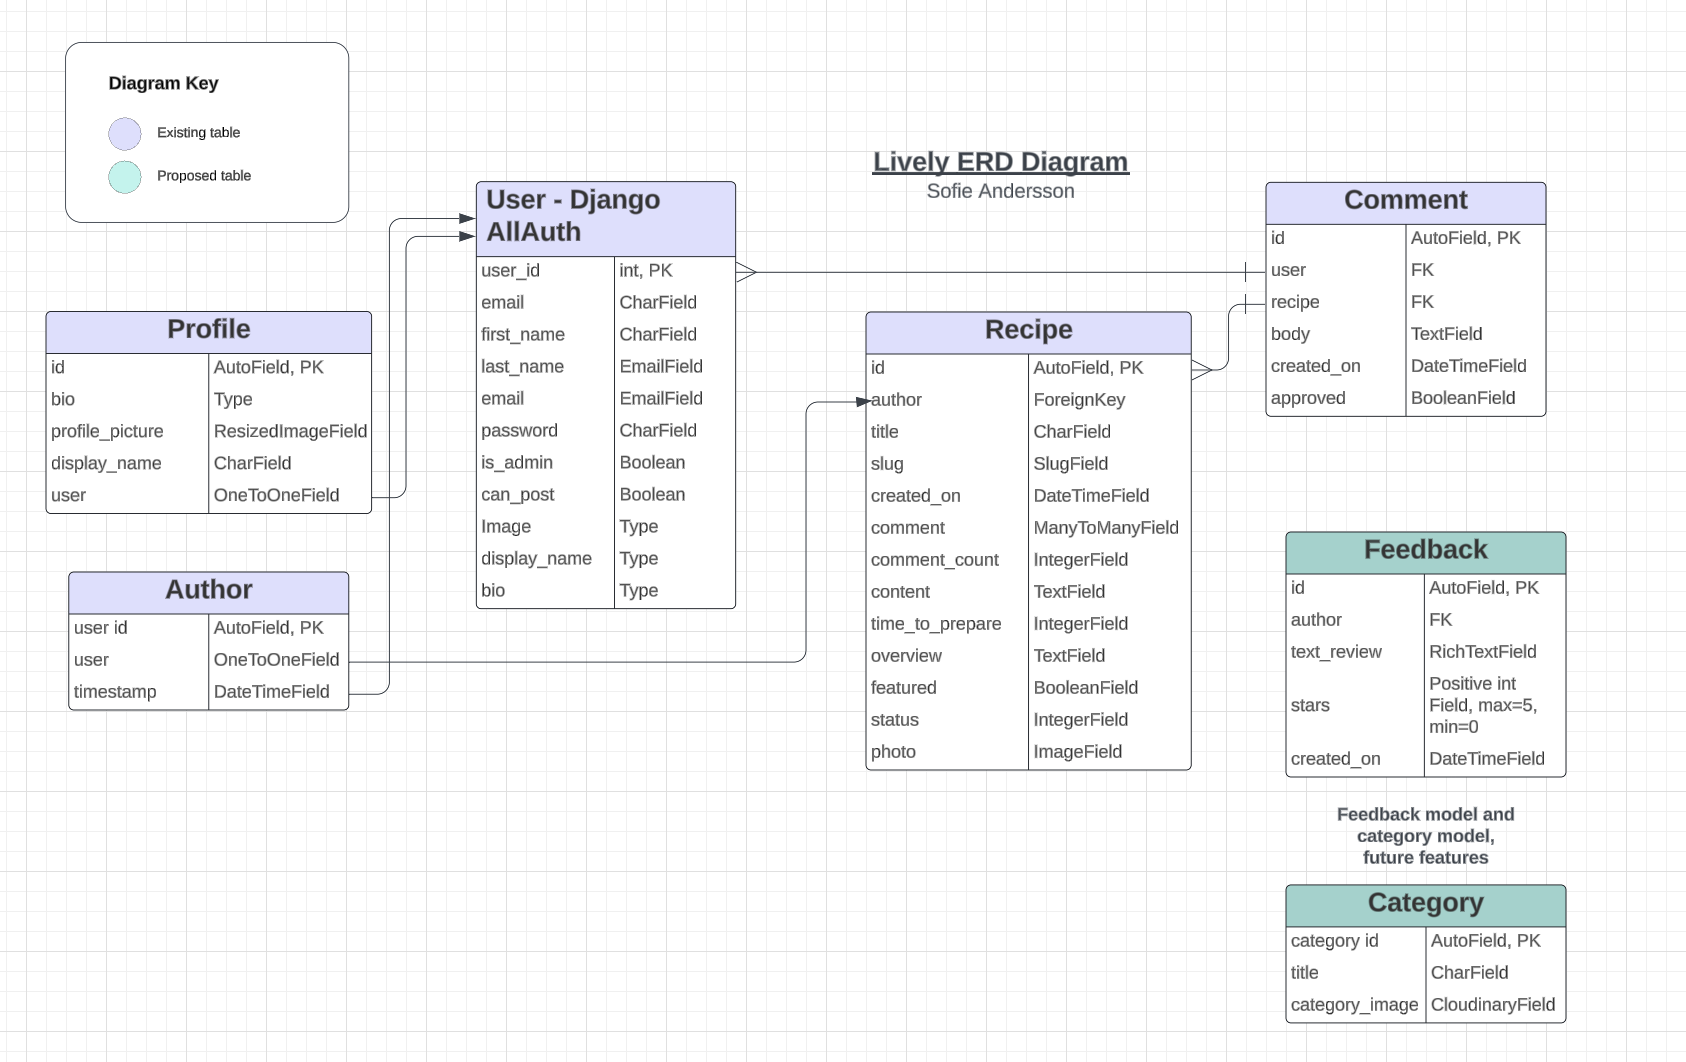 Diagram Key
Existing table
Proposed table
Lively ERD Diagram
Sofie Andersson
User - Django
AllAuth
user_id int, PK
email CharField
first_name CharField
last_name EmailField
email EmailField
password CharField
is_admin Boolean
can_post Boolean
Image Type
display_name Type
bio Type
Profile
id AutoField, PK
bio Type
profile_picture ResizedImageField
display_name CharField
user OneToOneField
Author
user id AutoField, PK
user OneToOneField
timestamp DateTimeField
Recipe
id AutoField, PK
author ForeignKey
title CharField
slug SlugField
created_on DateTimeField
comment ManyToManyField
comment_count IntegerField
content TextField
time_to_prepare IntegerField
overview TextField
featured BooleanField
status IntegerField
photo ImageField
Comment
id AutoField, PK
user FK
recipe FK
body TextField
created_on DateTimeField
approved BooleanField
Feedback
id AutoField, PK
author FK
text_review RichTextField
stars Positive int
Field, max=5,
min=0
created_on DateTimeField
Feedback model and
category model,
future features
Category
category id AutoField, PK
title CharField
category_image CloudinaryField